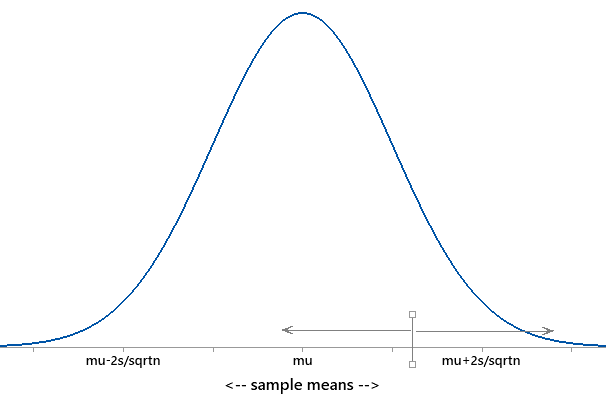 mu-2s/sqrtn mu mu+2s/sqrtn
<-- sample means -->